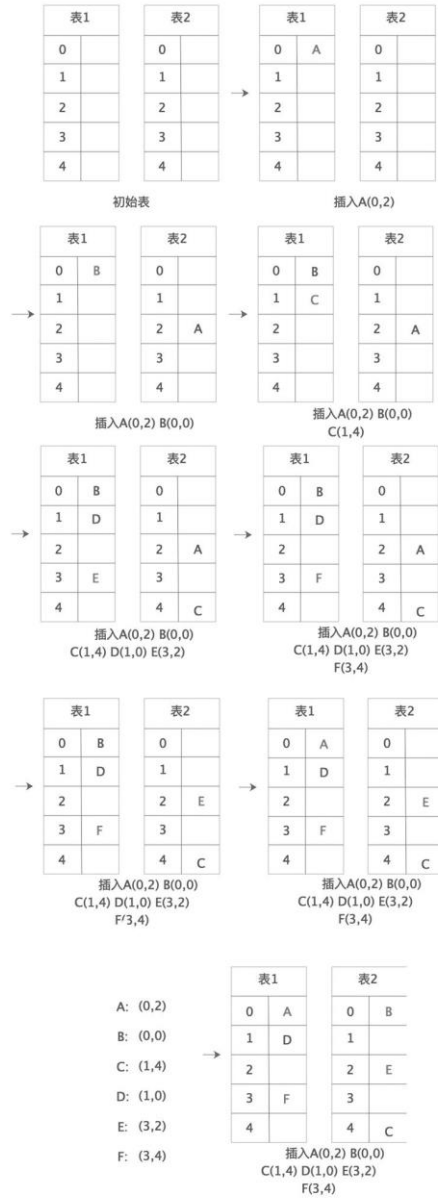 表1 表2 表1 表2
0 0 0 A 0
1 1 1 1
2 2 2 2
3 3 3 3
4 4 → 4 4
初始表 插入A(0,2)
表1 表2 表1 表2
0 B 0 0 B 0
1 1 1 C 1
→ 2 2 A → 2 2 A
3 3 3 3
4 4 4 4
插入A(0,2) B(0,0) 插入A(0,2) B(0,0)
C(1,4)
表1 表2 表1 表2
0 B 0 0 B 0
1 D 1 1 D 1
→ 2 2 A → 2 2 A
3 E 3 3 F 3
4 4 C 4 4 C
插入A(0,2) B(0,0) 插入A(0,2) B(0,0)
C(1,4) D(1,0) E(3,2) C(1,4) D(1,0) E(3,2)
F(3,4)
表1 表2 表1 表2
0 B 0 0 A 0
1 D 1 1 D 1
→ 2 2 E → 2 2 E
3 F 3 3 F 3
4 4 C 4 4 C
插入A(0,2) B(0,0) 插入A(0,2) B(0,0)
C(1,4) D(1,0) E(3,2) C(1,4) D(1,0) E(3,2)
F(3,4) F(3,4)
表1 表2
A: (0,2) 0 A 0 B
B: (0,0) 1 D 1
C: (1,4) → 2 2 E
D: (1,0) 3 F 3
E: (3,2) 4 4 C
F: (3,4) 插入A(0,2) B(0,0)
C(1,4) D(1,0) E(3,2)
F(3,4)